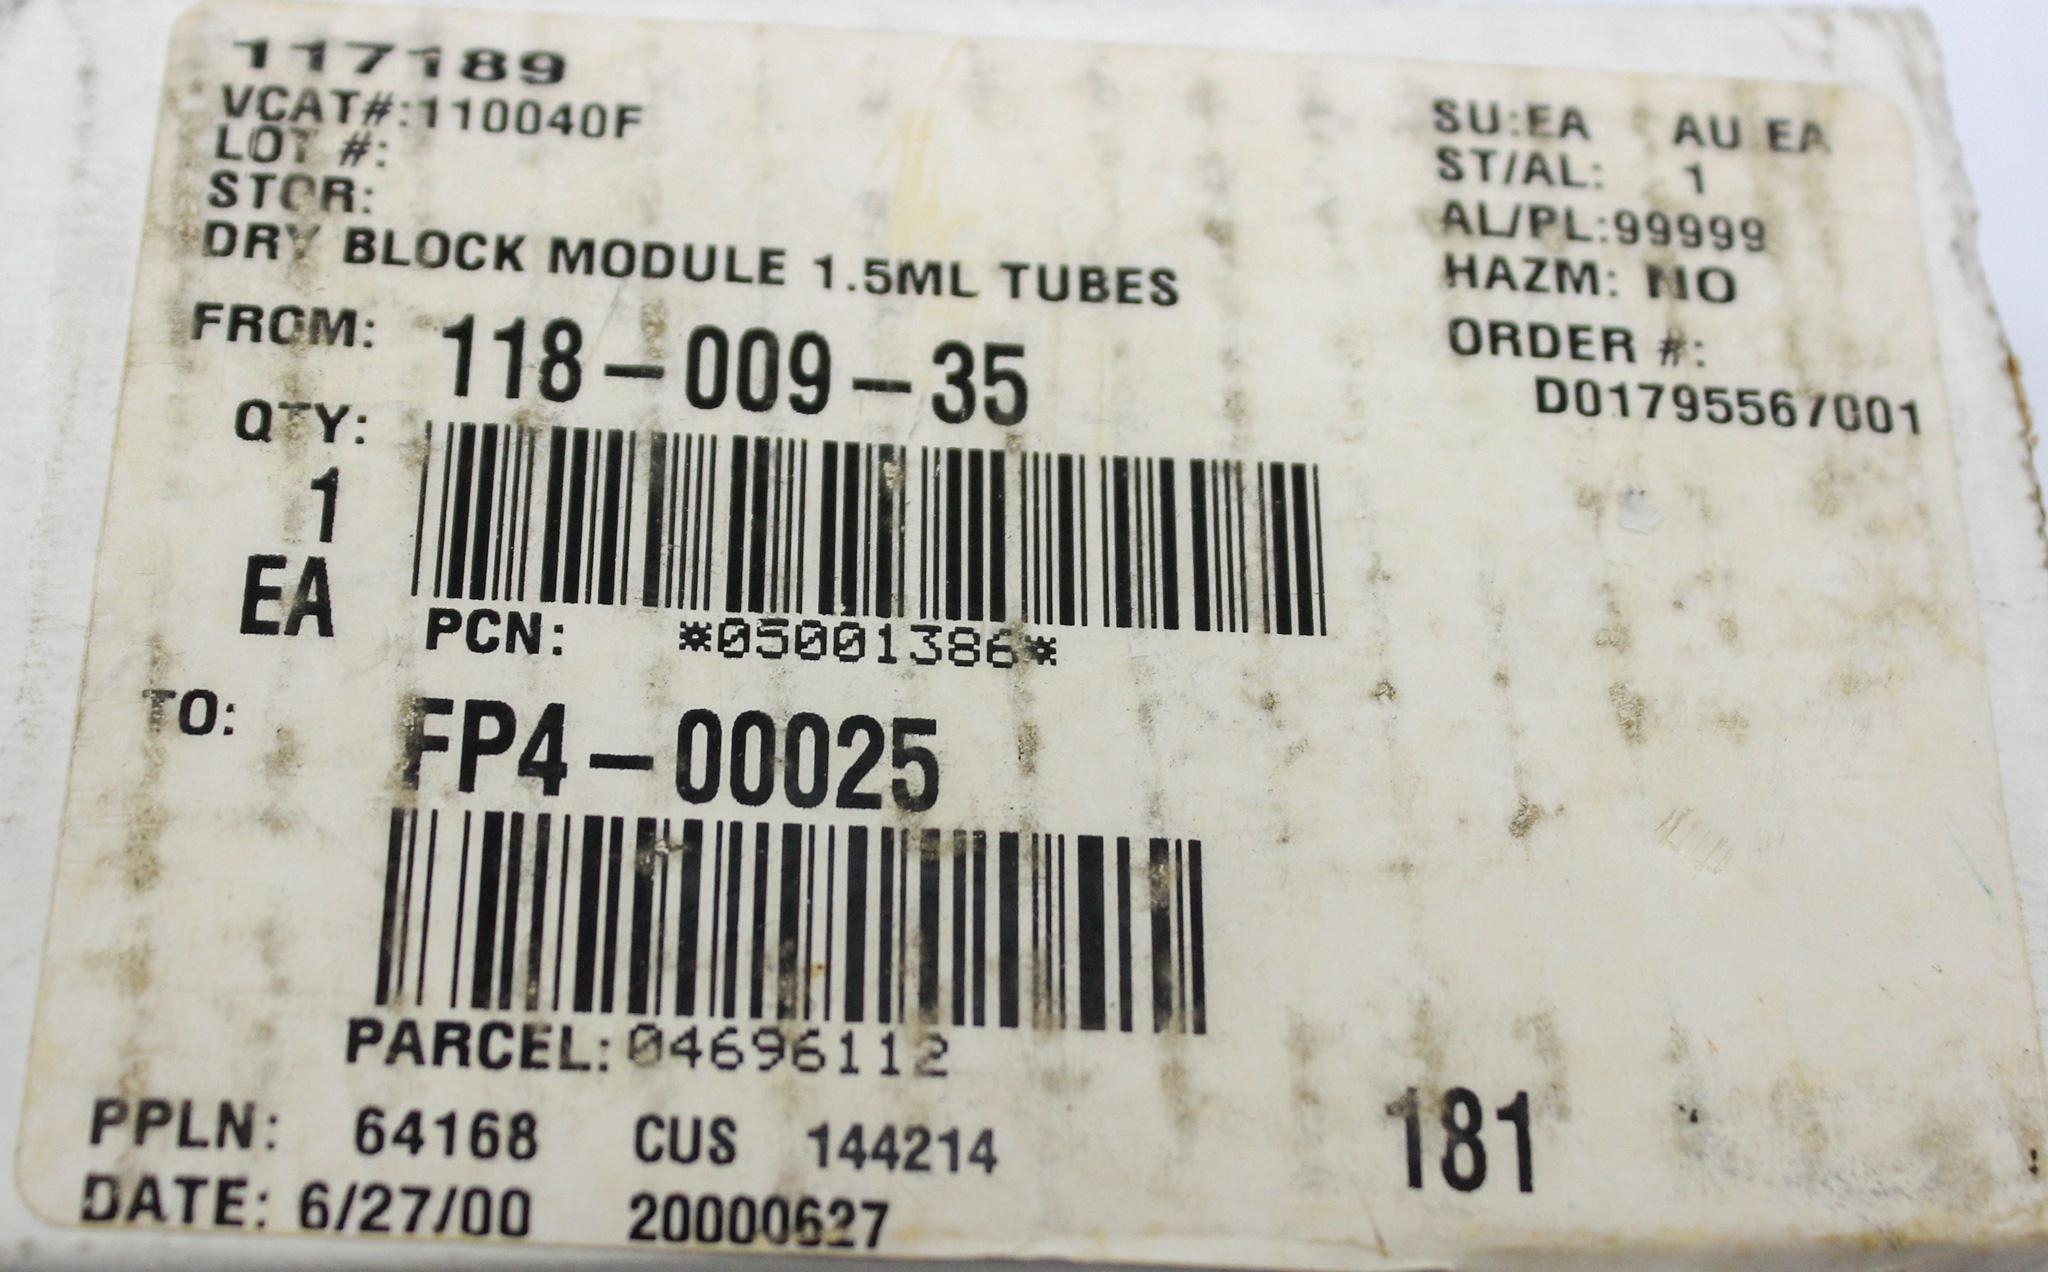 117189
VCAT#:110040F
LOT #:
STOR:
DRY BLOCK MODULE 1.5ML TUBES
SU:EA AU EA
ST/AL: 1
AL/PL:99999
HAZM: NO
ORDER #:
D01795567001
FROM: 118-009-35
QTY:
1
EA
PCN: *05001386*
TO: FP4-00025
PARCEL:04696112
PPLN: 64168 CUS 144214
181
DATE: 6/27/00 20000627